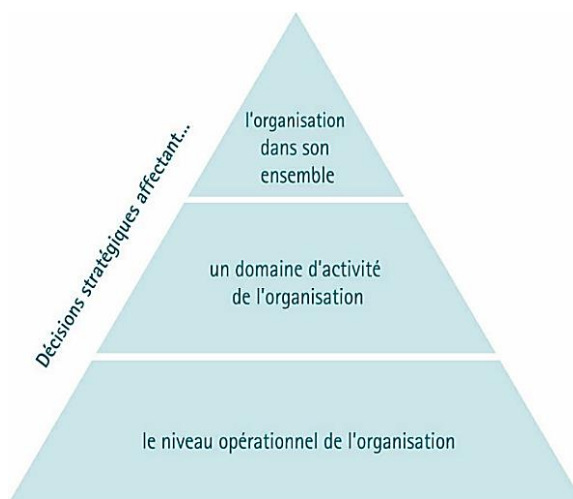 Décisions stratégiques affectant...
l'organisation
dans son
ensemble
un domaine d'activité
de l'organisation
le niveau opérationnel de l'organisation